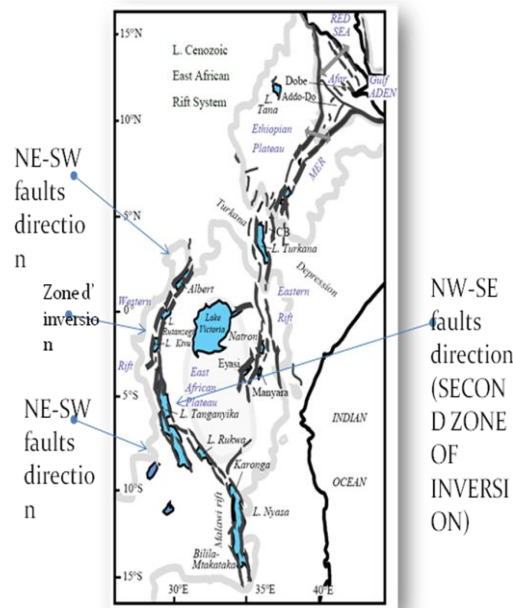 NE-SW
faults
directio
n
Zone d'
inversio
n
NE-SW
faults
directio
n
15°N
10°N
5°N
0°
5°S
10°S
15°S
30°E
35°E
40°E
L. Cenozoic
East African
Rift System
RED
SEA
Afar
Gulf
ADEN
Dobe
Addo-Do
L.
Tana
Ethiopian
Plateau
MER
Turkana
CB
L. Turkana
Depression
Albert
Western
Rift
Lake
Victoria
Eastern
Rift
L.
L. Kivu
Natron
Eyasi
Manyara
East
African
Plateau
L. Tanganyika
L. Rukwa
Karonga
INDIAN
OCEAN
Malawi rift
L. Nyasa
Bilila-
Mtakataka
NW-SE
faults
direction
(SECON
D ZONE
OF
INVERSI
ON)